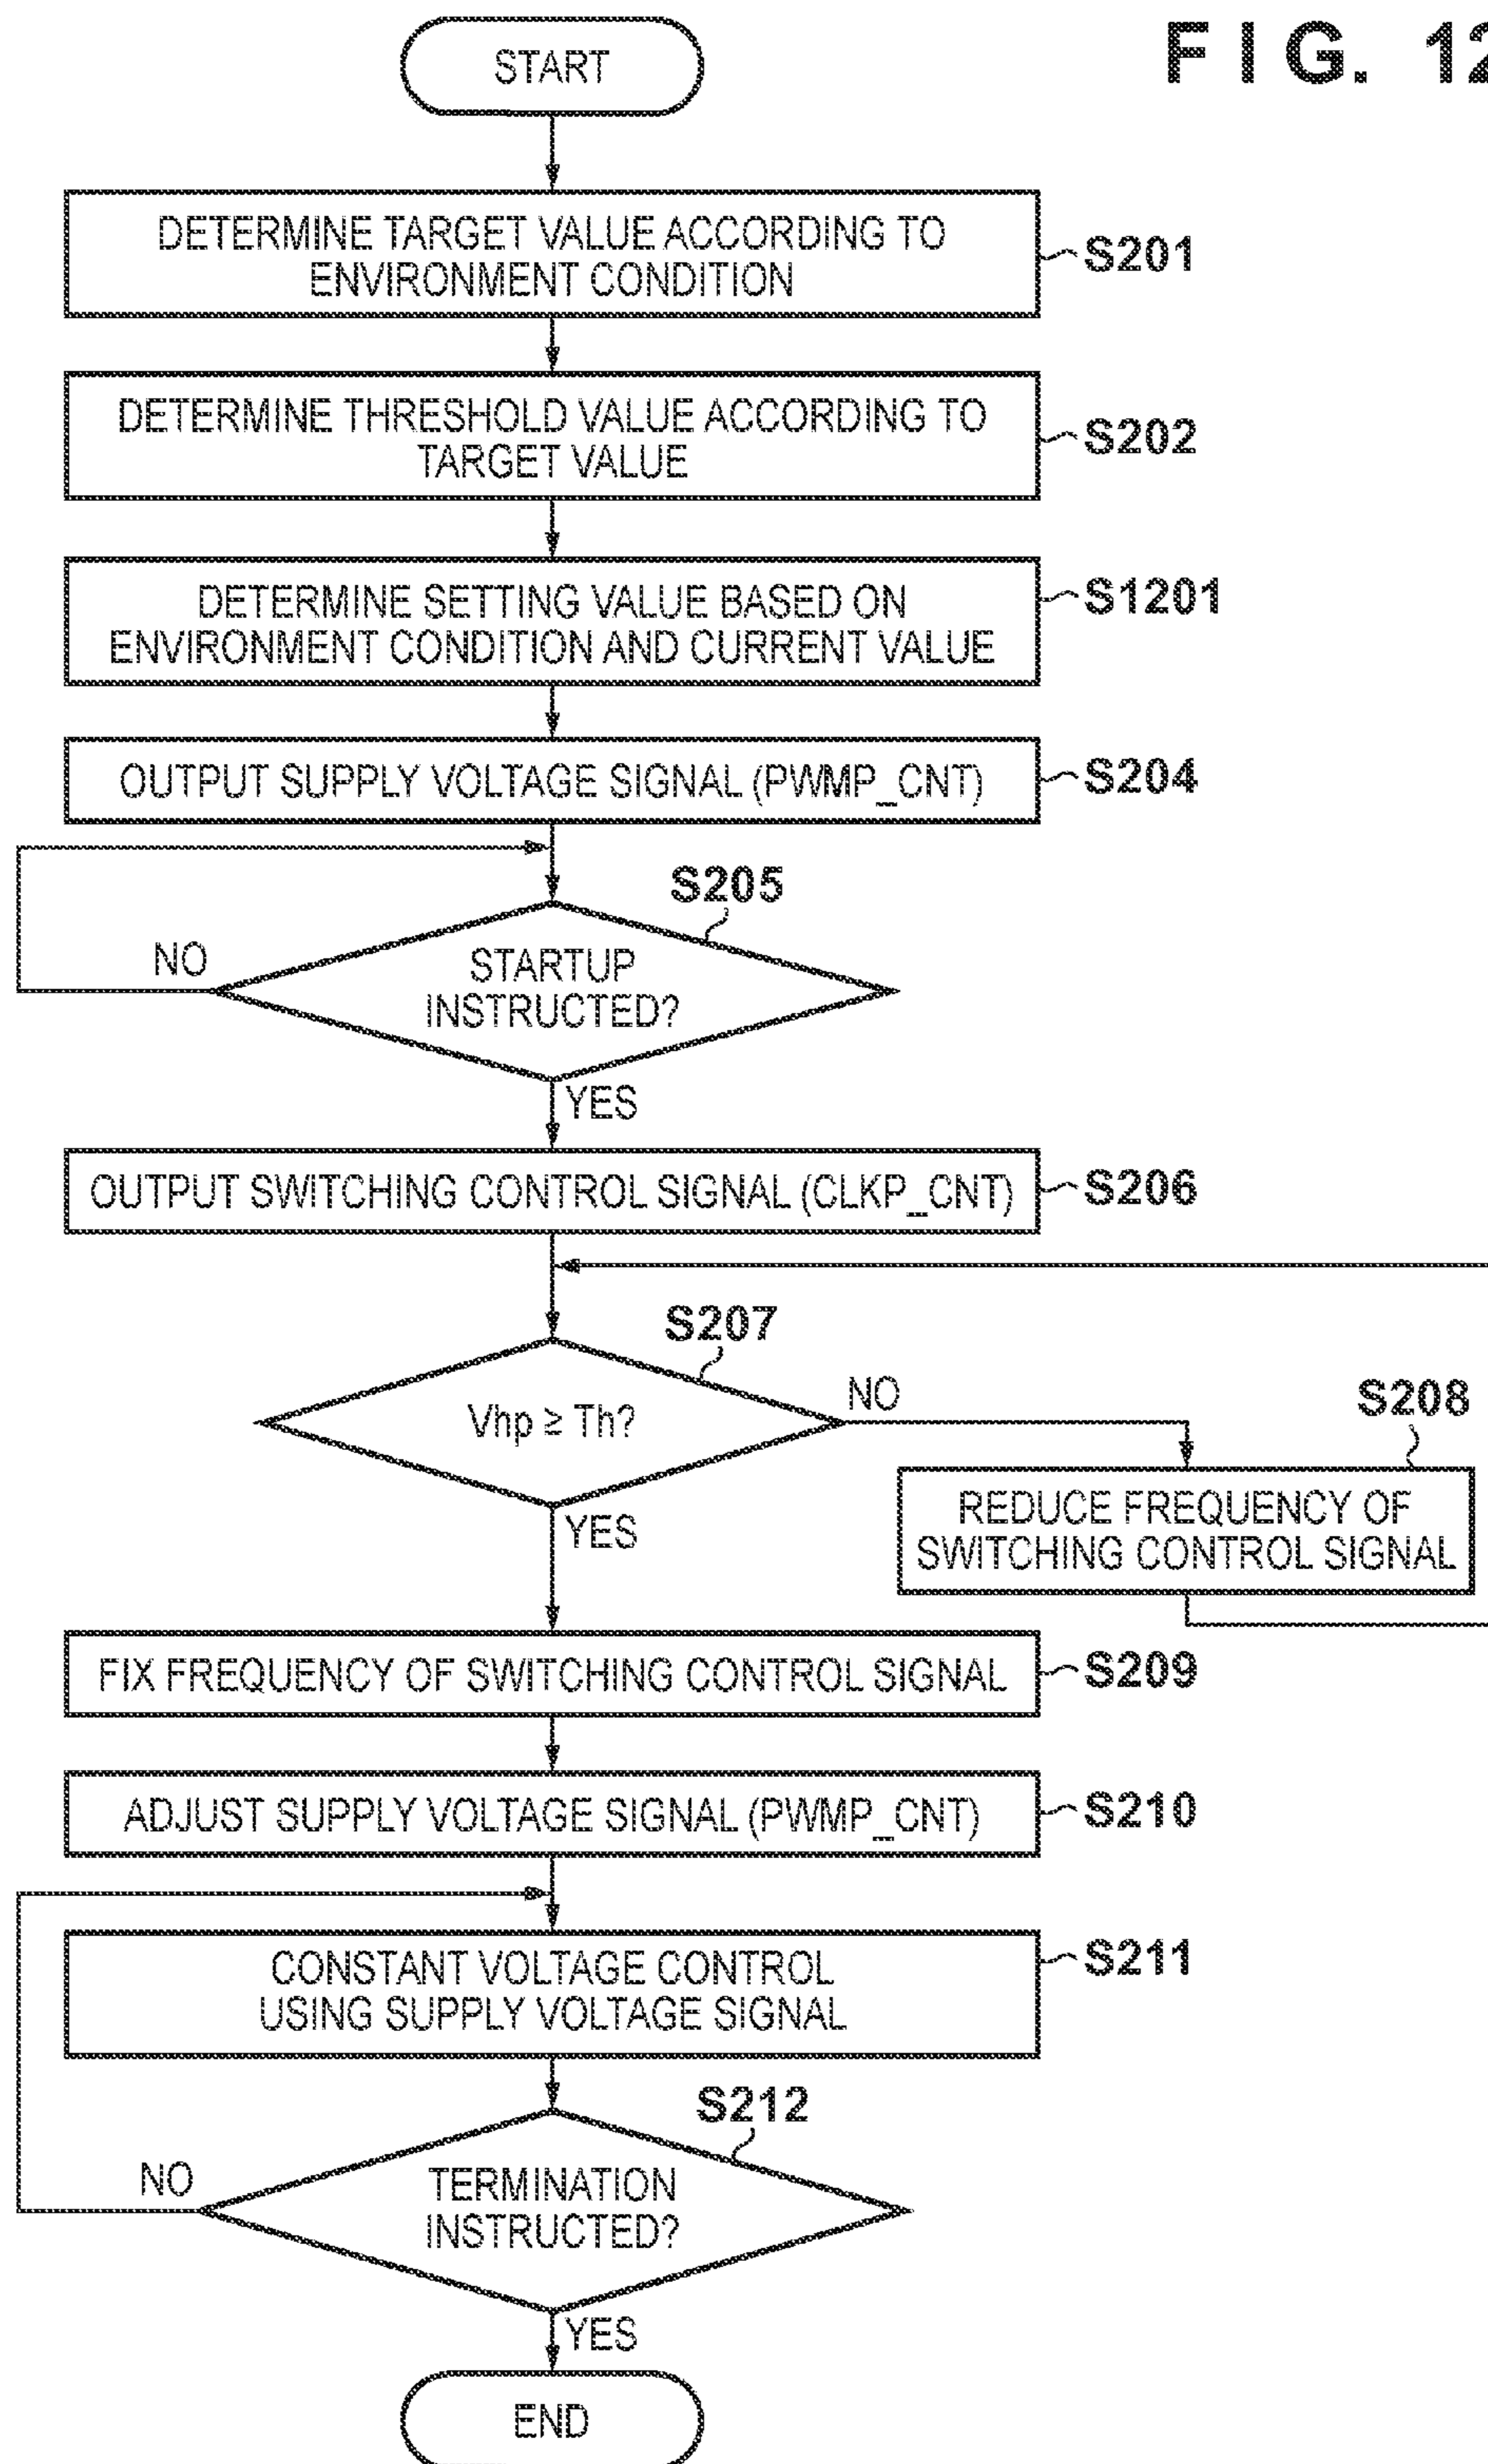 FIG. 12
START
DETERMINE TARGET VALUE ACCORDING TO
ENVIRONMENT CONDITION
S201
DETERMINE THRESHOLD VALUE ACCORDING TO
TARGET VALUE
S202
DETERMINE SETTING VALUE BASED ON
ENVIRONMENT CONDITION AND CURRENT VALUE
S1201
OUTPUT SUPPLY VOLTAGE SIGNAL (PWMP_CNT)
S204
S205
NO
STARTUP
INSTRUCTED?
YES
OUTPUT SWITCHING CONTROL SIGNAL (CLKP_CNT)
S206
S207
Vhp ≥ Th?
NO
S208
REDUCE FREQUENCY OF
SWITCHING CONTROL SIGNAL
YES
FIX FREQUENCY OF SWITCHING CONTROL SIGNAL
S209
ADJUST SUPPLY VOLTAGE SIGNAL (PWMP_CNT)
S210
CONSTANT VOLTAGE CONTROL
USING SUPPLY VOLTAGE SIGNAL
S211
S212
NO
TERMINATION
INSTRUCTED?
YES
END